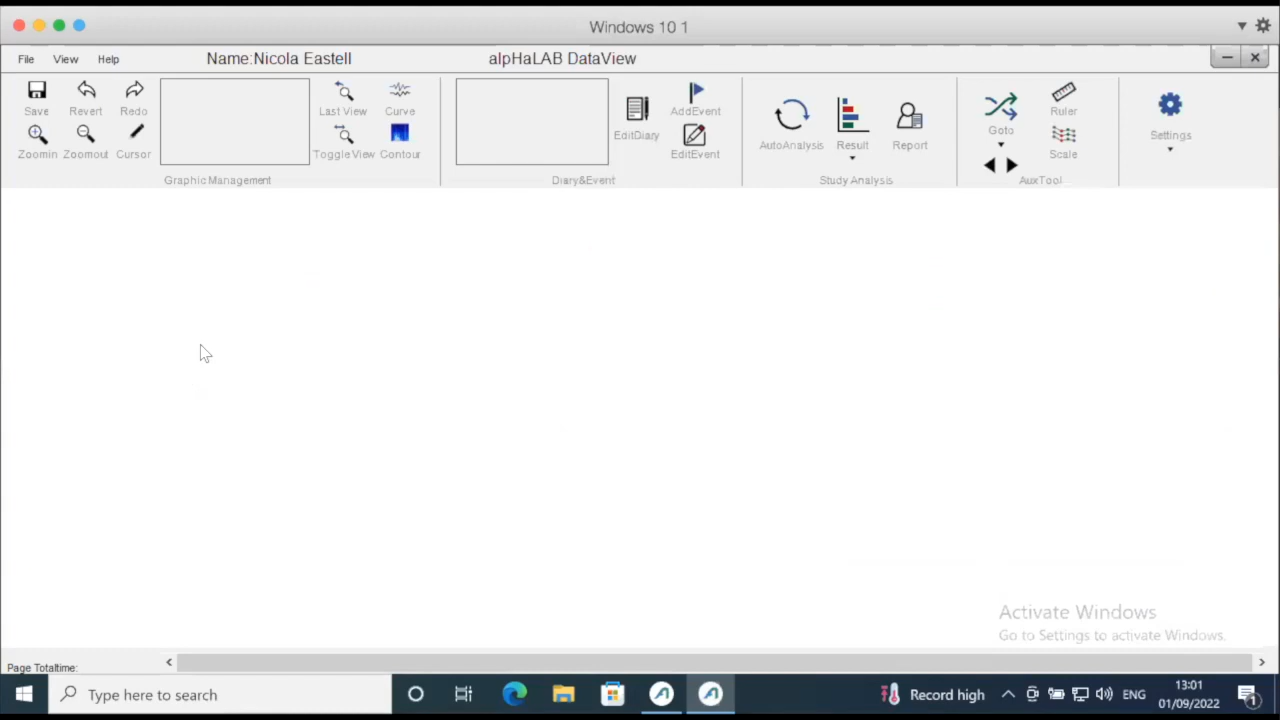 Windows 10 1
File View Help Name:Nicola Eastell alpHaLAB DataView
Save Revert Redo Last View Curve
Zoomin Zoomout Cursor Toggle View Contour
Graphic Management
EditDiary AddEvent
EditEvent
Diary&Event
AutoAnalysis Result Report
Study Analysis
Goto Ruler
Scale
AuxTool
Settings
Activate Windows
Go to Settings to activate Windows.
Page Totaltime:
Type here to search
Record high
ENG
13:01
01/09/2022
1